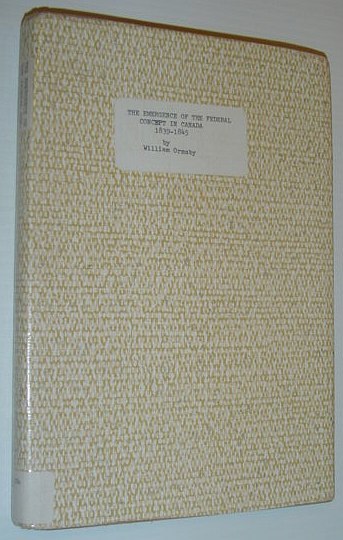 THE EMERGENCE OF THE FEDERAL
CONCEPT IN CANADA
1839-1845
by
William Ormsby